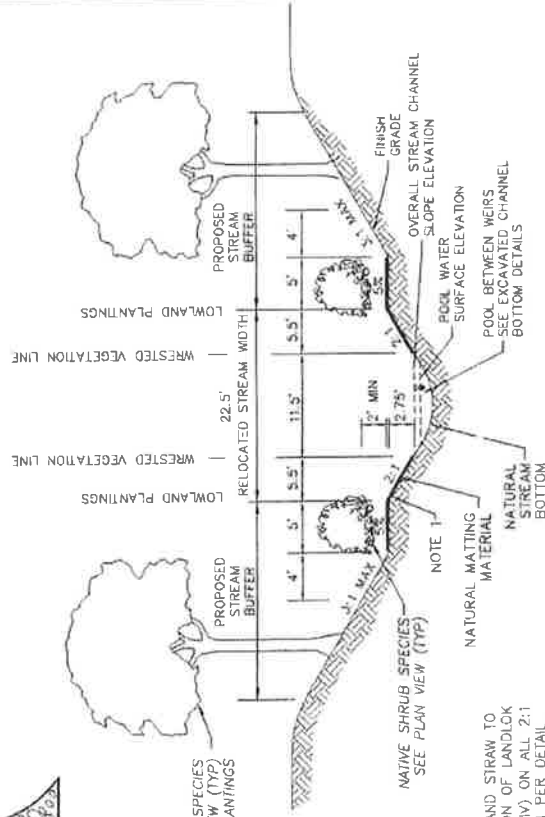 WRESTED VEGETATION LINE
WRESTED VEGETATION LINE
LOWLAND PLANTINGS
LOWLAND PLANTINGS
PROPOSED
STREAM
BUFFER
22.5'
RELOCATED STREAM WIDTH
PROPOSED
STREAM
BUFFER
4'
5'
5.5'
11.5'
5.5'
5'
4'
SPECIES
(TYP)
3:1 MAX
5%
2:1
2' MIN
2.75'
2:1
5%
3:1 MAX
NATIVE SHRUB SPECIES
SEE PLAN VIEW (TYP)
NOTE 1
NATURAL MATTING
MATERIAL
NATURAL
STREAM
BOTTOM
FINISH
GRADE
OVERALL STREAM CHANNEL
SLOPE ELEVATION
POOL WATER
SURFACE ELEVATION
POOL BETWEEN WEIRS
SEE EXCAVATED CHANNEL
BOTTOM DETAILS
AND STRAW TO
ON OF LANDLOK
ON ALL 2:1
PER DETAIL